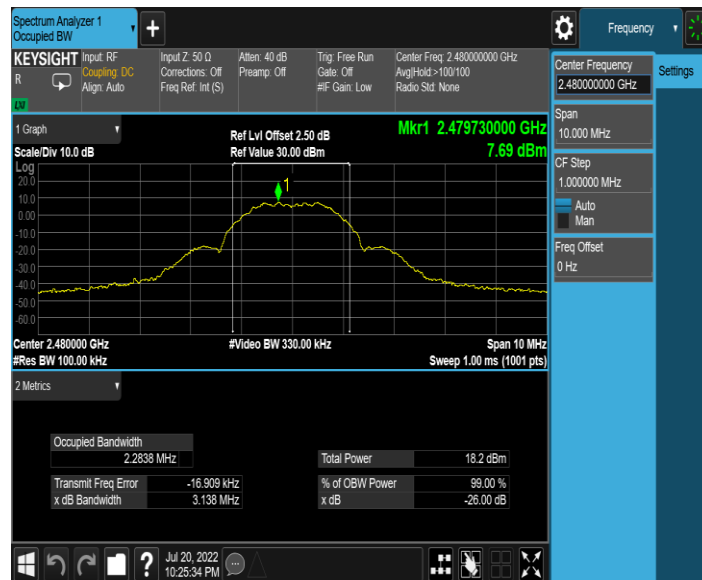 Spectrum Analyzer 1
Occupied BW
+
Frequency
KEYSIGHT
R
LXI
Input: RF
Coupling: DC
Align: Auto
Input Z: 50 Ω
Corrections: Off
Freq Ref: Int (S)
Atten: 40 dB
Preamp: Off
Trig: Free Run
Gate: Off
#IF Gain: Low
Center Freq: 2.480000000 GHz
Avg|Hold:>100/100
Radio Std: None
Center Frequency
2.480000000 GHz
Settings
Span
10.000 MHz
CF Step
1.000000 MHz
Auto
Man
Freq Offset
0 Hz
1 Graph
Scale/Div 10.0 dB
Ref Lvl Offset 2.50 dB
Ref Value 30.00 dBm
Mkr1 2.479730000 GHz
7.69 dBm
Log
20.0
10.0
0.00
-10.0
-20.0
-30.0
-40.0
-50.0
-60.0
1
Center 2.48000 GHz
#Res BW 100.00 kHz
#Video BW 330.00 kHz
Span 10 MHz
Sweep 1.00 ms (1001 pts)
2 Metrics
Occupied Bandwidth
2.2838 MHz
Transmit Freq Error -16.909 kHz
x dB Bandwidth 3.138 MHz
Total Power 18.2 dBm
% of OBW Power 99.00 %
x dB -26.00 dB
?
Jul 20, 2022
10:25:34 PM